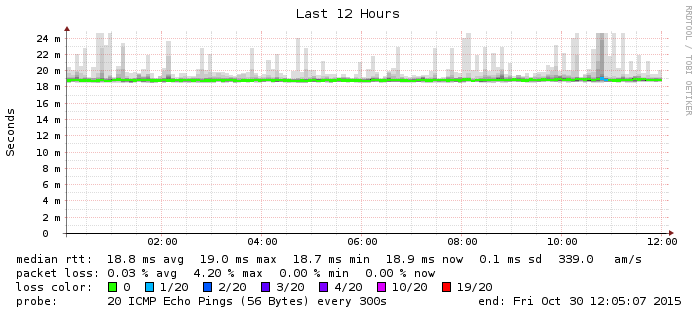 Last 12 Hours
RRDTOOL / TOBI OETIKER
Seconds
24 m
22 m
20 m
18 m
16 m
14 m
12 m
10 m
8 m
6 m
4 m
2 m
0
02:00 04:00 06:00 08:00 10:00 12:00
median rtt: 18.8 ms avg 19.0 ms max 18.7 ms min 18.9 ms now 0.1 ms sd 339.0 am/s
packet loss: 0.03 % avg 4.20 % max 0.00 % min 0.00 % now
loss color: 0 1/20 2/20 3/20 4/20 10/20 19/20
probe: 20 ICMP Echo Pings (56 Bytes) every 300s end: Fri Oct 30 12:05:07 2015